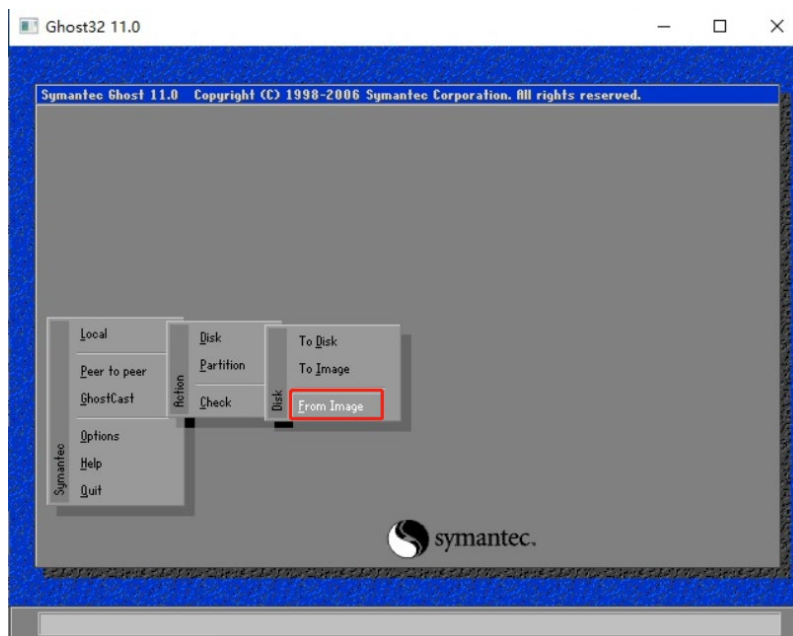 Ghost32 11.0
Symantec Ghost 11.0 Copyright (C) 1998-2006 Symantec Corporation. All rights reserved.
Symantec
Local
Peer to peer
GhostCast
Options
Help
Quit
Action
Disk
Partition
Check
Disk
To Disk
To Image
From Image
symantec.